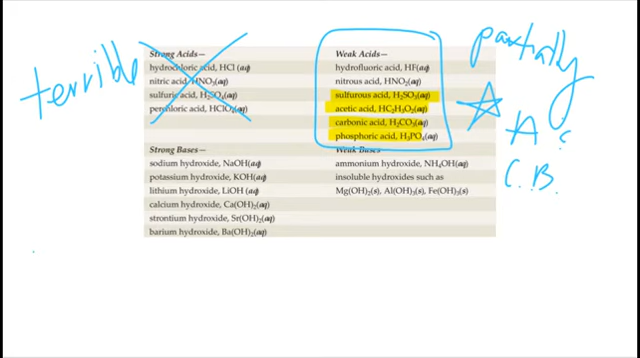 terrible
partially
Strong Acids—
hydrochloric acid, HCl(aq)
nitric acid, HNO₃(aq)
sulfuric acid, H₂SO₄(aq)
perchloric acid, HClO₄(aq)
Weak Acids—
hydrofluoric acid, HF(aq)
nitrous acid, HNO₂(aq)
sulfurous acid, H₂SO₃(aq)
acetic acid, HC₂H₃O₂(aq)
carbonic acid, H₂CO₃(aq)
phosphoric acid, H₃PO₄(aq)
A
C.B.
Strong Bases—
sodium hydroxide, NaOH(aq)
potassium hydroxide, KOH(aq)
lithium hydroxide, LiOH (aq)
calcium hydroxide, Ca(OH)₂(aq)
strontium hydroxide, Sr(OH)₂(aq)
barium hydroxide, Ba(OH)₂(aq)
Weak Bases—
ammonium hydroxide, NH₄OH(aq)
insoluble hydroxides such as
Mg(OH)₂(s), Al(OH)₃(s), Fe(OH)₃(s)